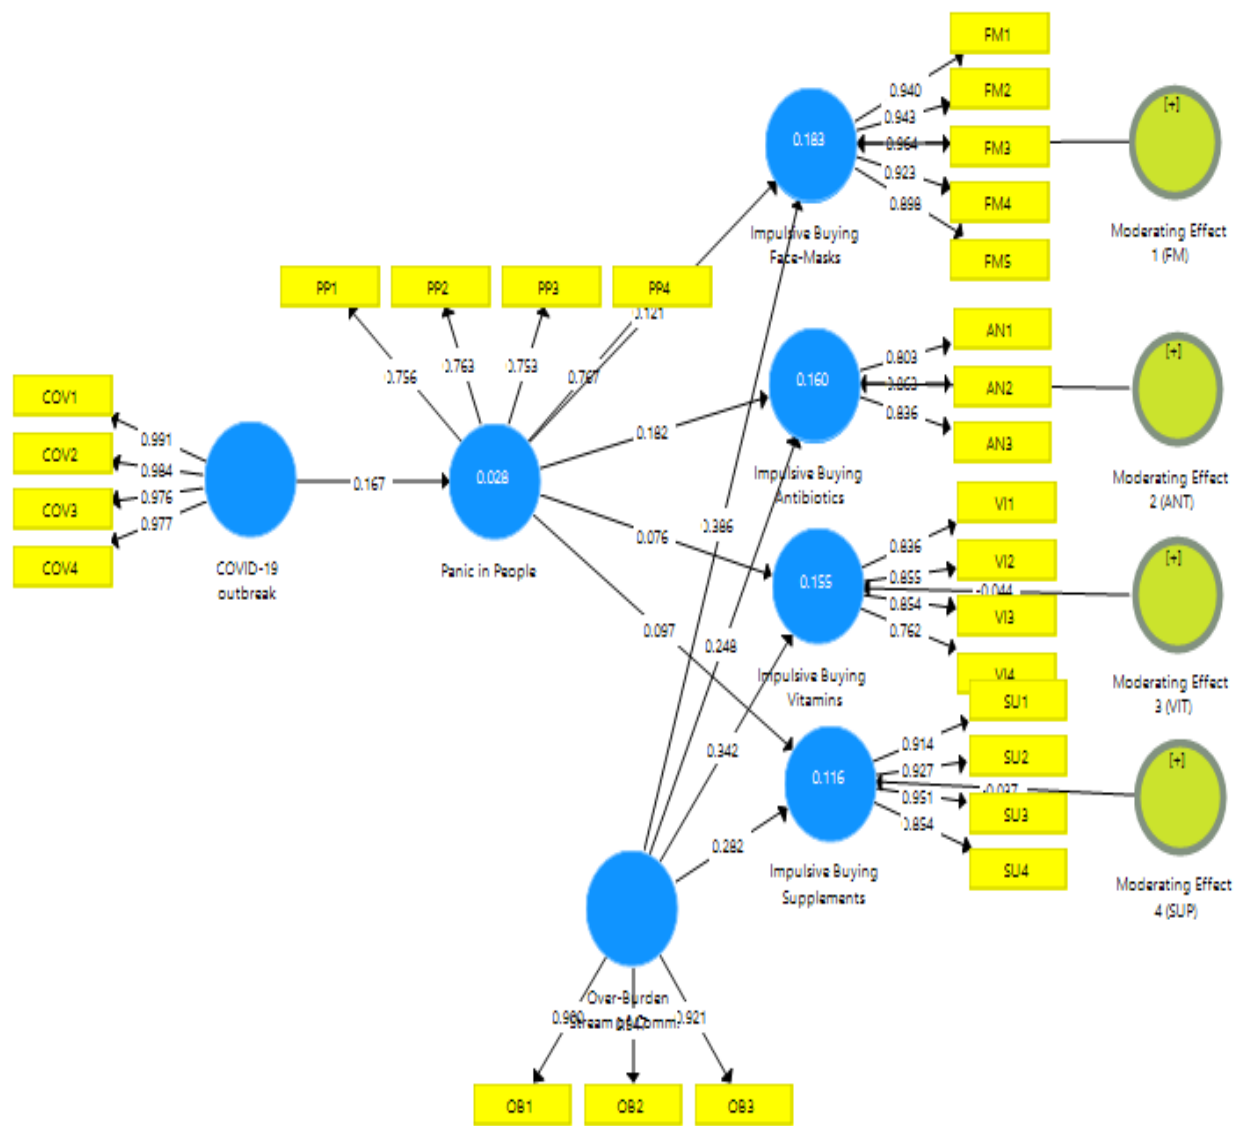 FM1
0.940
FM2
0.943
[+]
0.183
0.964
FM3
0.923
FM4
0.898
Impulsive Buying
Face-Masks
FM5
Moderating Effect
1 (FM)
PP1
PP2
PP3
PP4
0.121
0.756
0.763
0.753
0.767
AN1
0.803
[+]
0.160
0.863
AN2
0.836
AN3
Impulsive Buying
Antibiotics
Moderating Effect
2 (ANT)
COV1
0.991
COV2
0.984
COV3
0.976
0.977
COV4
COVID-19
outbreak
0.167
0.028
Panic in People
0.182
0.076
0.097
0.386
0.248
0.342
0.282
VI1
0.836
VI2
0.855
[+]
0.155
-0.044
0.854
VI3
0.762
VI4
Impulsive Buying
Vitamins
Moderating Effect
3 (VIT)
SU1
0.914
SU2
0.927
[+]
0.116
-0.037
0.951
SU3
0.854
SU4
Impulsive Buying
Supplements
Moderating Effect
4 (SUP)
Over-Burden
Stream Comm.
0.921
OB1
OB2
OB3